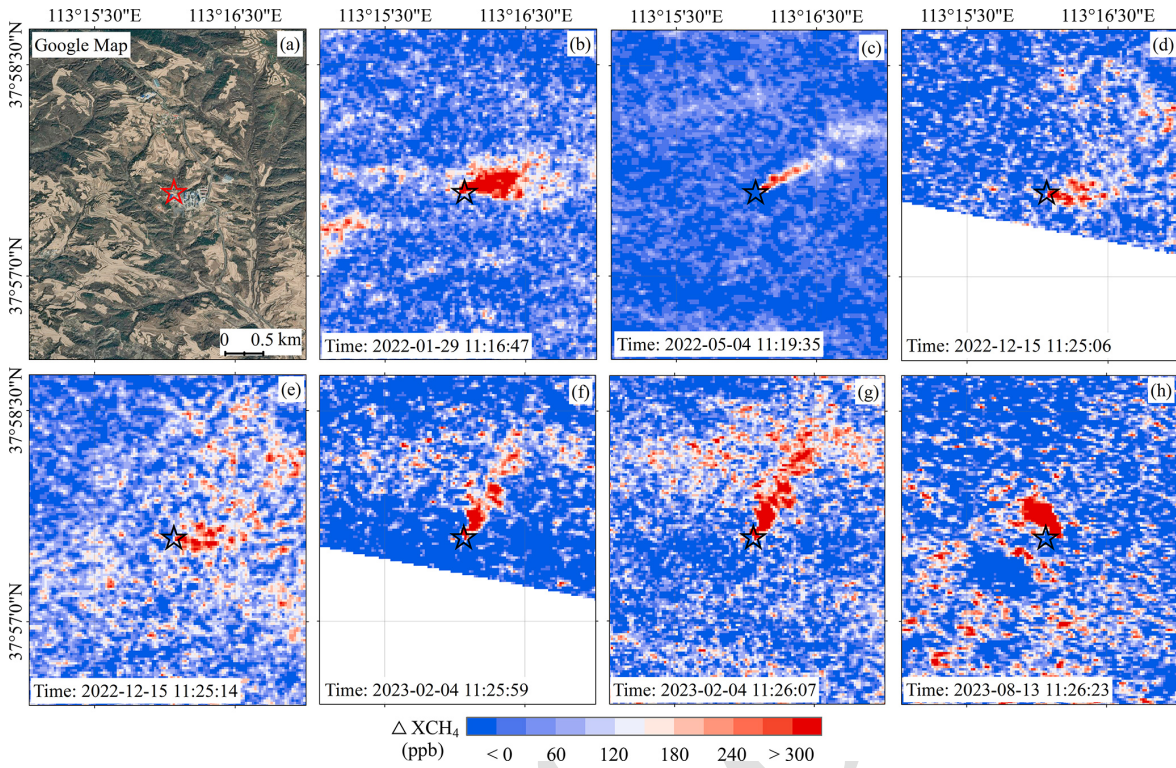 113°15'30"E 113°16'30"E 113°15'30"E 113°16'30"E 113°15'30"E 113°16'30"E 113°15'30"E 113°16'30"E
37°58'30"N
37°57'0"N
Google Map
(a)
0 0.5 km
(b)
Time: 2022-01-29 11:16:47
(c)
Time: 2022-05-04 11:19:35
(d)
Time: 2022-12-15 11:25:06
37°58'30"N
37°57'0"N
(e)
Time: 2022-12-15 11:25:14
(f)
Time: 2023-02-04 11:25:59
(g)
Time: 2023-02-04 11:26:07
(h)
Time: 2023-08-13 11:26:23
△ XCH₄
(ppb)
< 0 60 120 180 240 > 300